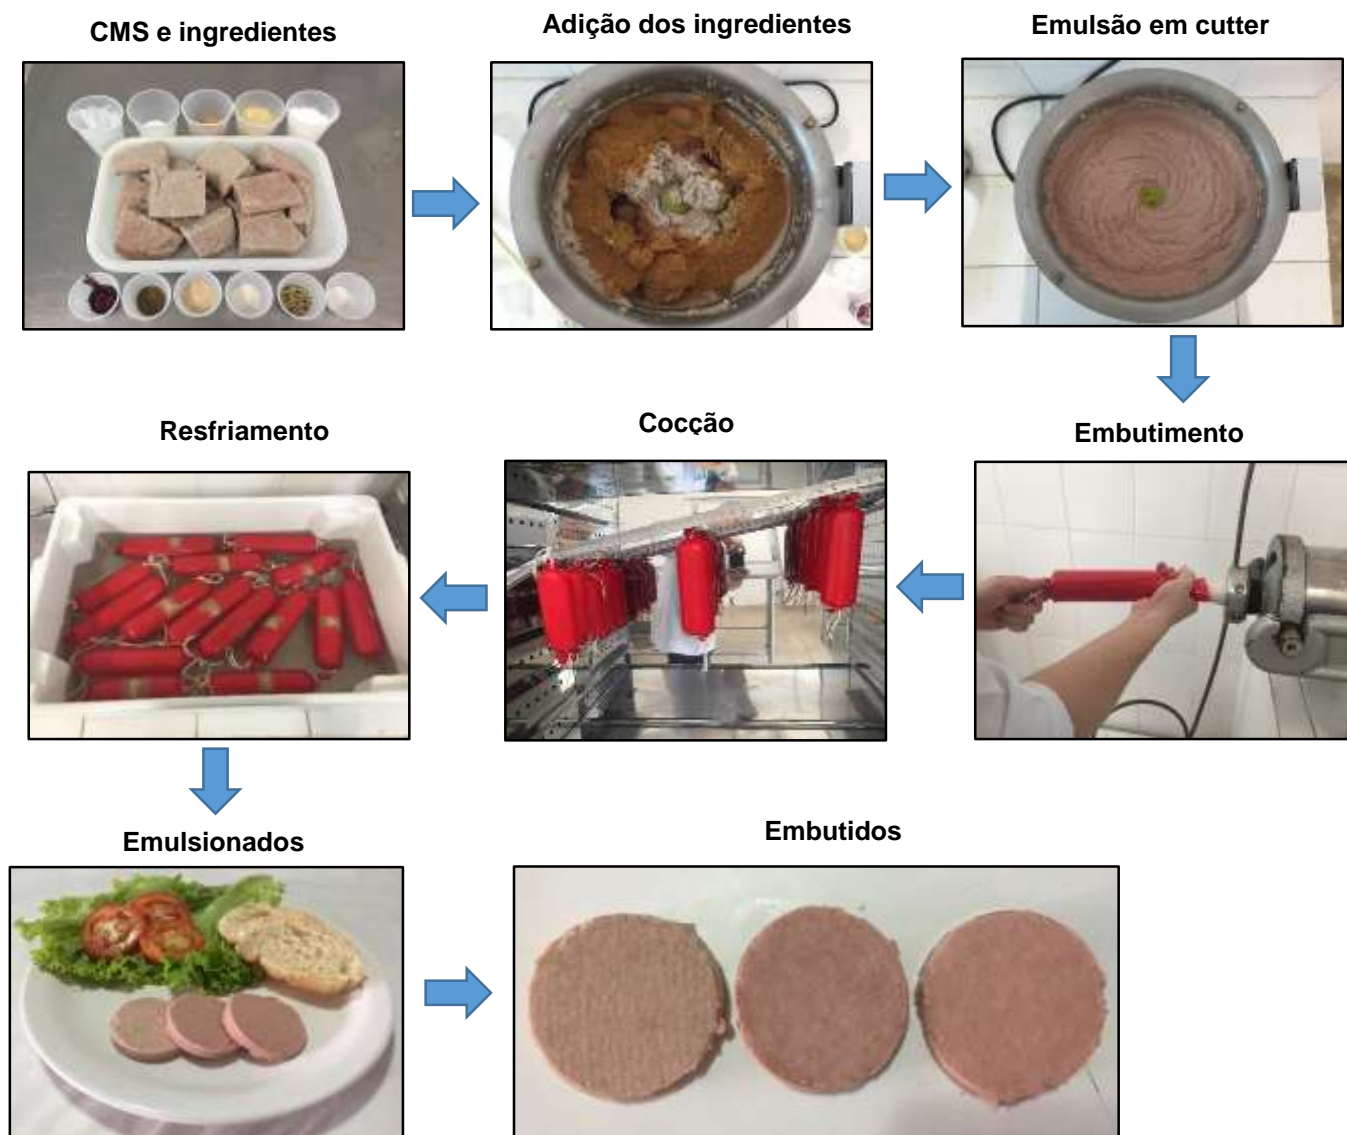 CMS e ingredientes
Adição dos ingredientes
Emulsão em cutter
Resfriamento
Cocção
Embutimento
Emulsionados
Embutidos